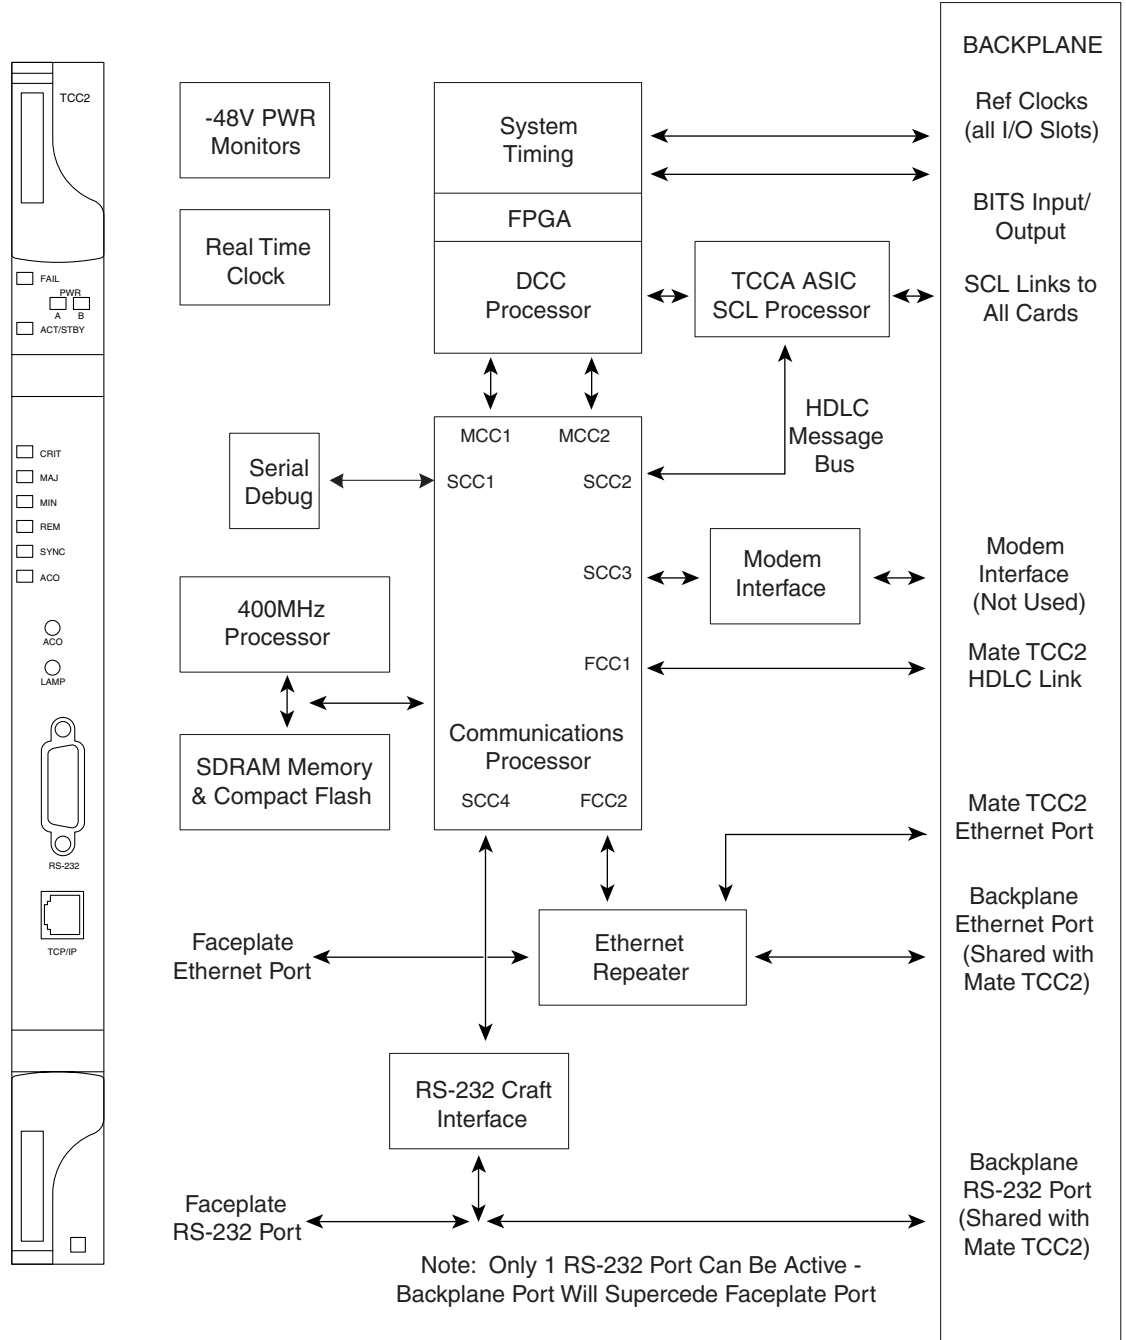 TCC2
FAIL
PWR
A B
ACT/STBY
CRIT
MAJ
MIN
REM
SYNC
ACO
ACO
LAMP
RS-232
TCP/IP
-48V PWR
Monitors
Real Time
Clock
System
Timing
FPGA
DCC
Processor
TCCA ASIC
SCL Processor
HDLC
Message
Bus
MCC1 MCC2
SCC1 SCC2
Serial
Debug
SCC3
Modem
Interface
400MHz
Processor
FCC1
Communications
Processor
SDRAM Memory
& Compact Flash
SCC4 FCC2
Faceplate
Ethernet Port
Ethernet
Repeater
RS-232 Craft
Interface
Faceplate
RS-232 Port
Note: Only 1 RS-232 Port Can Be Active -
Backplane Port Will Supercede Faceplate Port
BACKPLANE
Ref Clocks
(all I/O Slots)
BITS Input/
Output
SCL Links to
All Cards
Modem
Interface
(Not Used)
Mate TCC2
HDLC Link
Mate TCC2
Ethernet Port
Backplane
Ethernet Port
(Shared with
Mate TCC2)
Backplane
RS-232 Port
(Shared with
Mate TCC2)